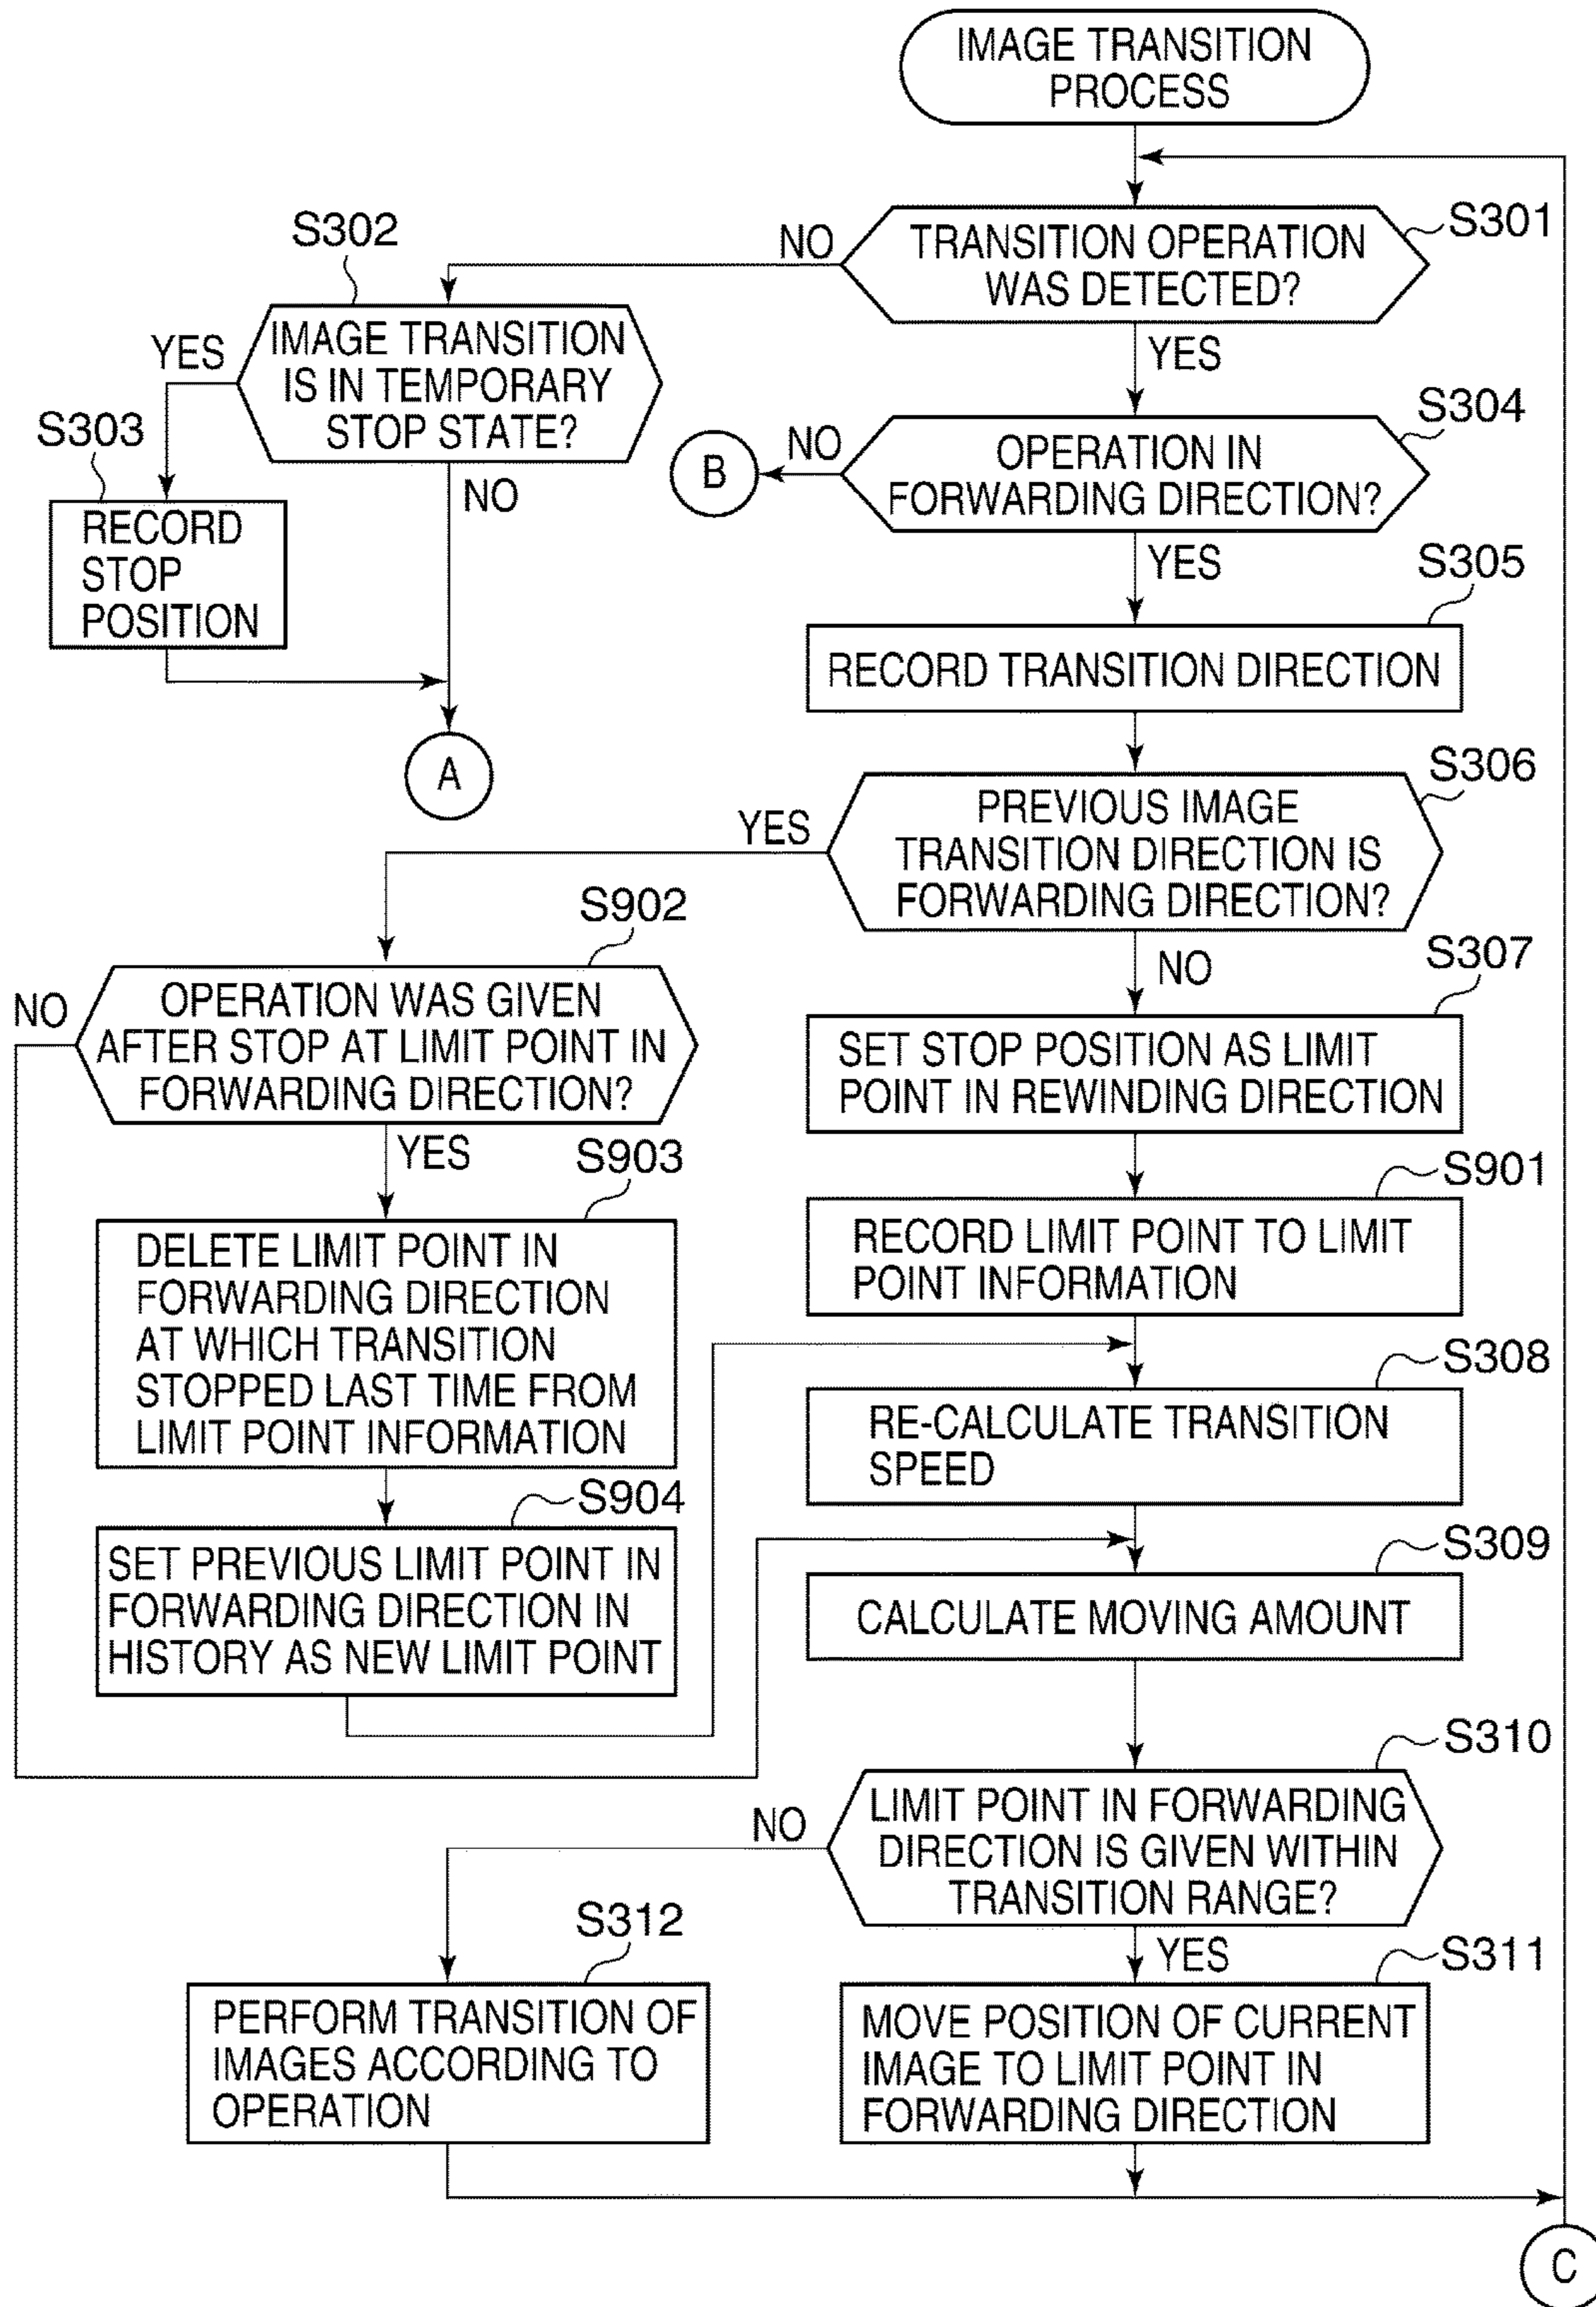 IMAGE TRANSITION
PROCESS
S301
TRANSITION OPERATION
WAS DETECTED?
NO
YES
S302
IMAGE TRANSITION
IS IN TEMPORARY
STOP STATE?
YES
NO
S303
RECORD
STOP
POSITION
A
S304
OPERATION IN
FORWARDING DIRECTION?
NO
B
YES
S305
RECORD TRANSITION DIRECTION
S306
PREVIOUS IMAGE
TRANSITION DIRECTION IS
FORWARDING DIRECTION?
YES
NO
S902
OPERATION WAS GIVEN
AFTER STOP AT LIMIT POINT IN
FORWARDING DIRECTION?
NO
YES
S903
DELETE LIMIT POINT IN
FORWARDING DIRECTION
AT WHICH TRANSITION
STOPPED LAST TIME FROM
LIMIT POINT INFORMATION
S904
SET PREVIOUS LIMIT POINT IN
FORWARDING DIRECTION IN
HISTORY AS NEW LIMIT POINT
S307
SET STOP POSITION AS LIMIT
POINT IN REWINDING DIRECTION
S901
RECORD LIMIT POINT TO LIMIT
POINT INFORMATION
S308
RE-CALCULATE TRANSITION
SPEED
S309
CALCULATE MOVING AMOUNT
S310
LIMIT POINT IN FORWARDING
DIRECTION IS GIVEN WITHIN
TRANSITION RANGE?
NO
YES
S312
PERFORM TRANSITION OF
IMAGES ACCORDING TO
OPERATION
S311
MOVE POSITION OF CURRENT
IMAGE TO LIMIT POINT IN
FORWARDING DIRECTION
C